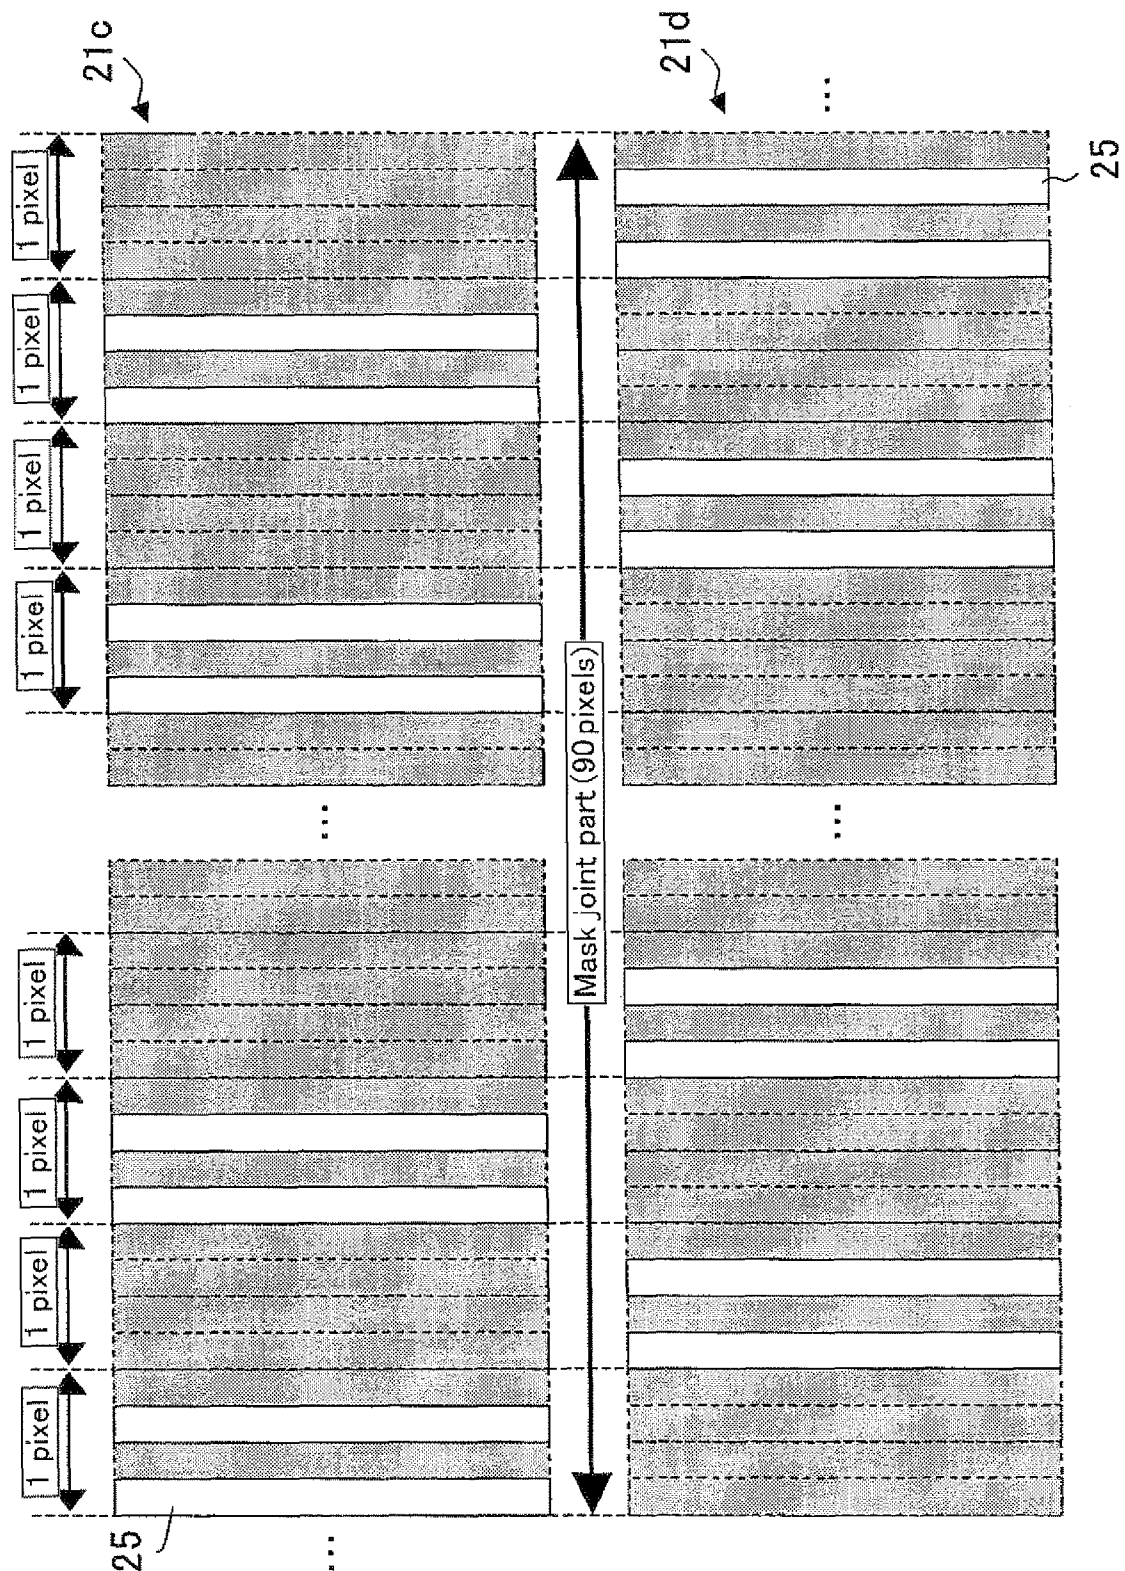 21c
1 pixel
1 pixel
1 pixel
1 pixel
1 pixel
1 pixel
1 pixel
1 pixel
25
...
...
Mask joint part (90 pixels)
21d
...
...
25